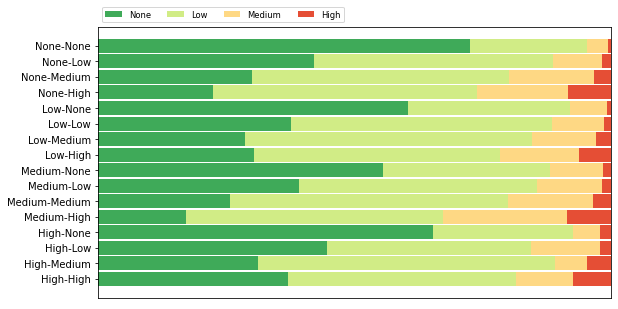 None Low Medium High
None-None
None-Low
None-Medium
None-High
Low-None
Low-Low
Low-Medium
Low-High
Medium-None
Medium-Low
Medium-Medium
Medium-High
High-None
High-Low
High-Medium
High-High